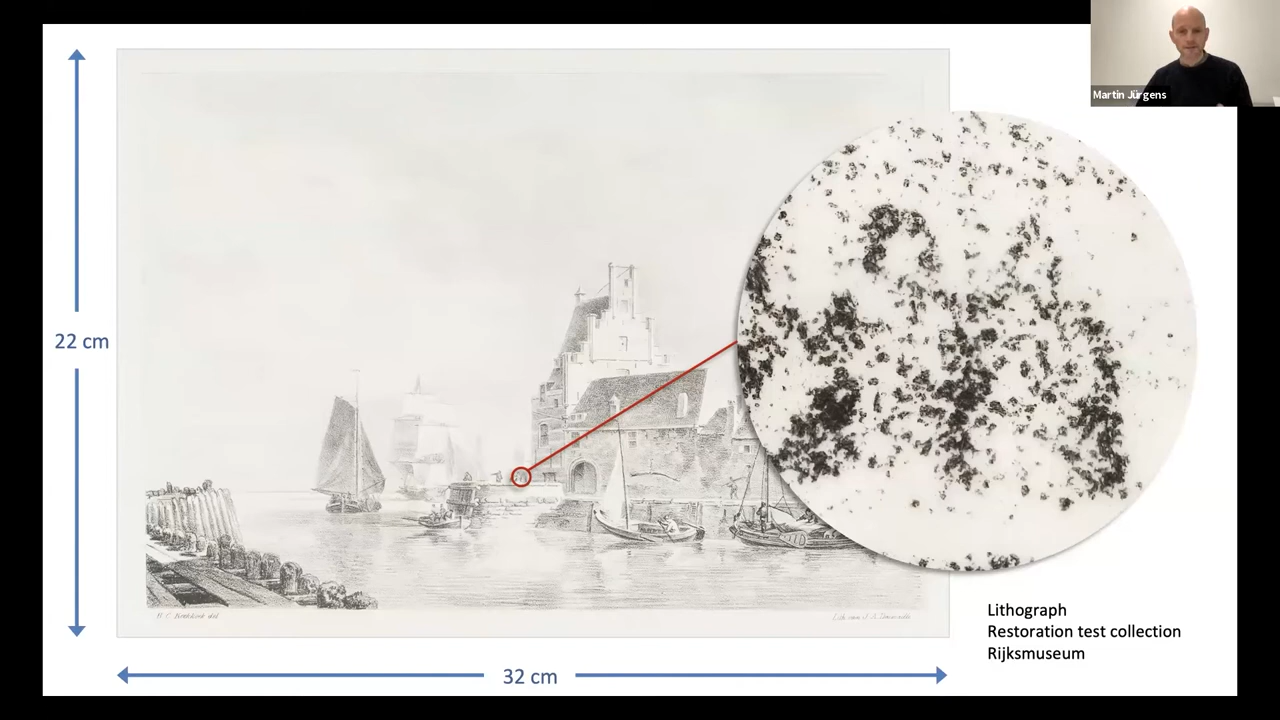 Martin Jürgens
22 cm
32 cm
Lithograph
Restoration test collection
Rijksmuseum